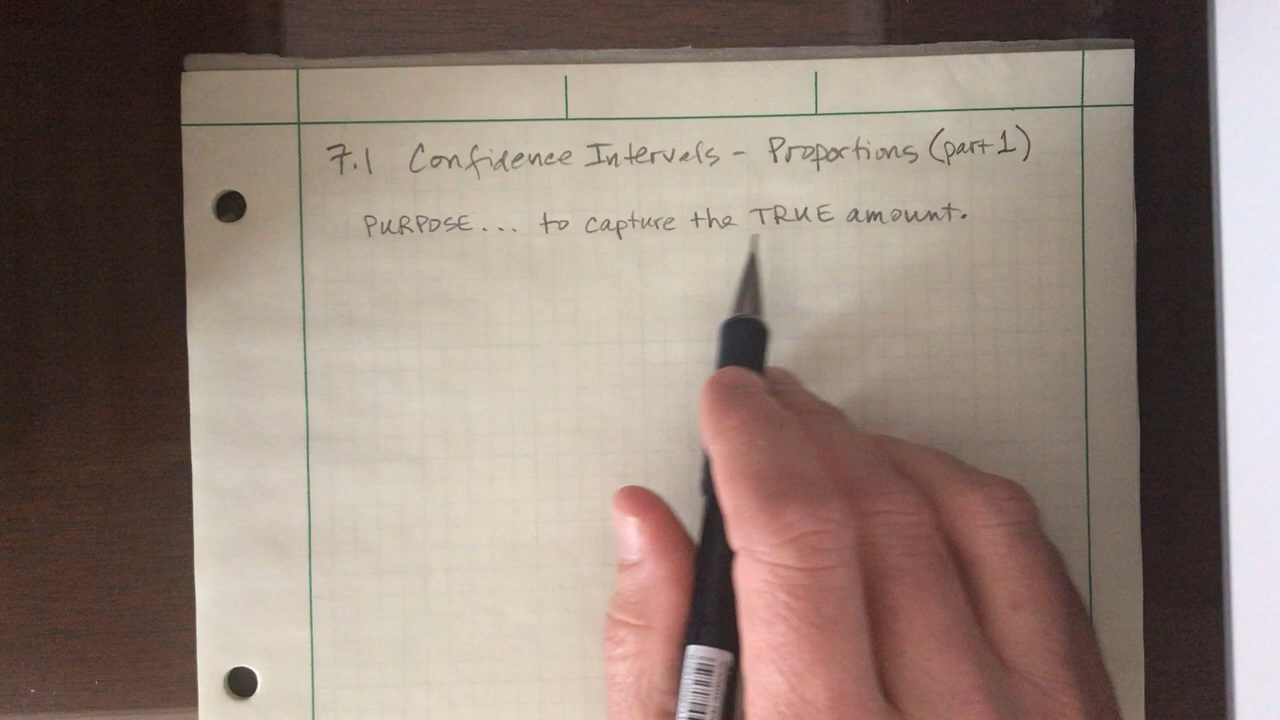 7.1 Confidence Intervals - Proportions (part 1)
PURPOSE... to capture the TRUE amount.